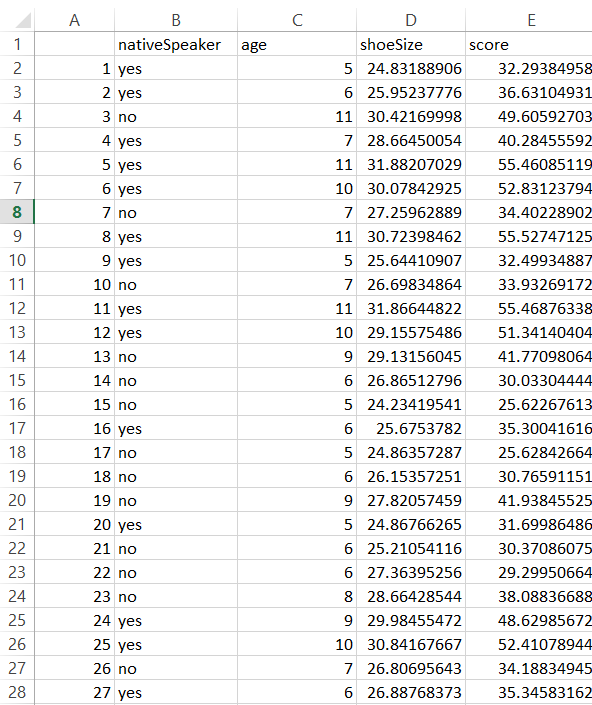 A B C D E
1 nativeSpeaker age shoeSize score
2 1 yes 5 24.83188906 32.29384958
3 2 yes 6 25.95237776 36.63104931
4 3 no 11 30.42169998 49.60592703
5 4 yes 7 28.66450054 40.28455592
6 5 yes 11 31.88207029 55.46085119
7 6 yes 10 30.07842925 52.83123794
8 7 no 7 27.25962889 34.40228902
9 8 yes 11 30.72398462 55.52747125
10 9 yes 5 25.64410907 32.49934887
11 10 no 7 26.69834864 33.93269172
12 11 yes 11 31.86644822 55.46876338
13 12 yes 10 29.15575486 51.34140404
14 13 no 9 29.13156045 41.77098064
15 14 no 6 26.86512796 30.03304444
16 15 no 5 24.23419541 25.62267613
17 16 yes 6 25.6753782 35.30041616
18 17 no 5 24.86357287 25.62842664
19 18 no 6 26.15357251 30.76591151
20 19 no 9 27.82057459 41.93845525
21 20 yes 5 24.86766265 31.69986486
22 21 no 6 25.21054116 30.37086075
23 22 no 6 27.36395256 29.29950664
24 23 no 8 28.66428544 38.08836688
25 24 yes 9 29.98455472 48.62985672
26 25 yes 10 30.84167667 52.41078944
27 26 no 7 26.80695643 34.18834945
28 27 yes 6 26.88768373 35.34583162